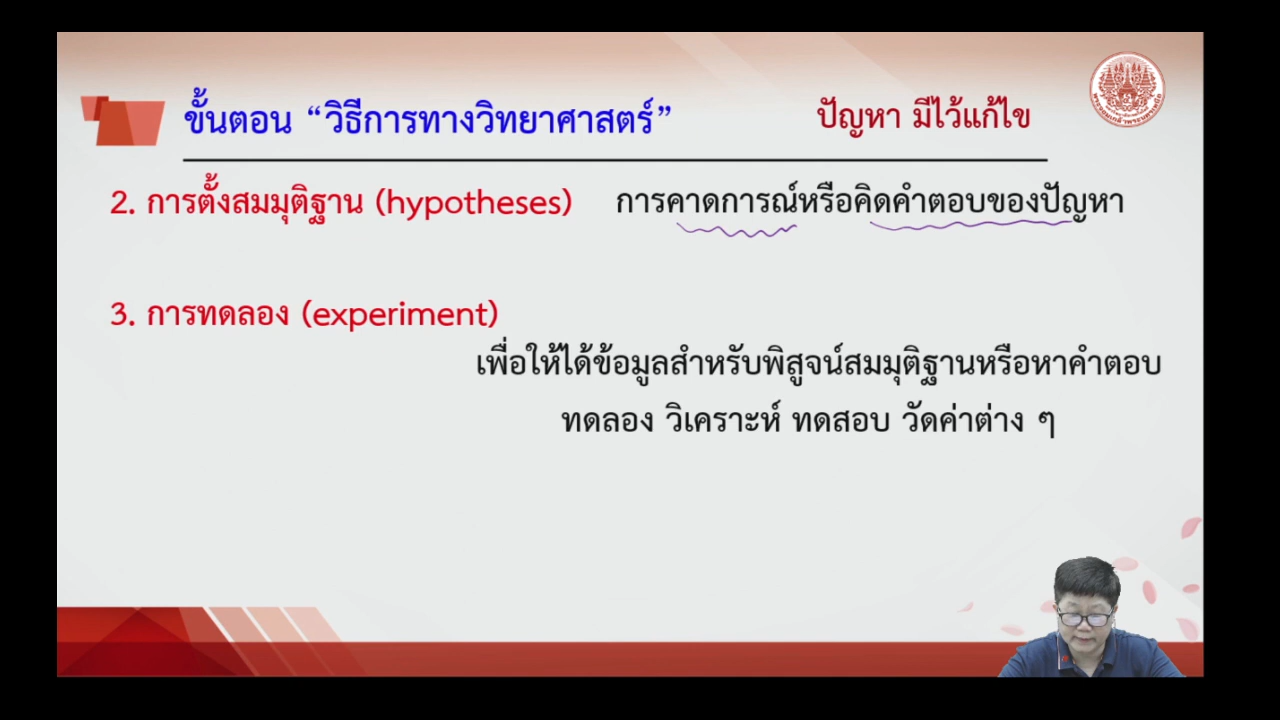 ขั้นตอน “วิธีการทางวิทยาศาสตร์” ปัญหา มีไว้แก้ไข
2. การตั้งสมมุติฐาน (hypotheses) การคาดการณ์หรือคิดคำตอบของปัญหา
3. การทดลอง (experiment)
เพื่อให้ได้ข้อมูลสำหรับพิสูจน์สมมุติฐานหรือหาคำตอบ
ทดลอง วิเคราะห์ ทดสอบ วัดค่าต่าง ๆ